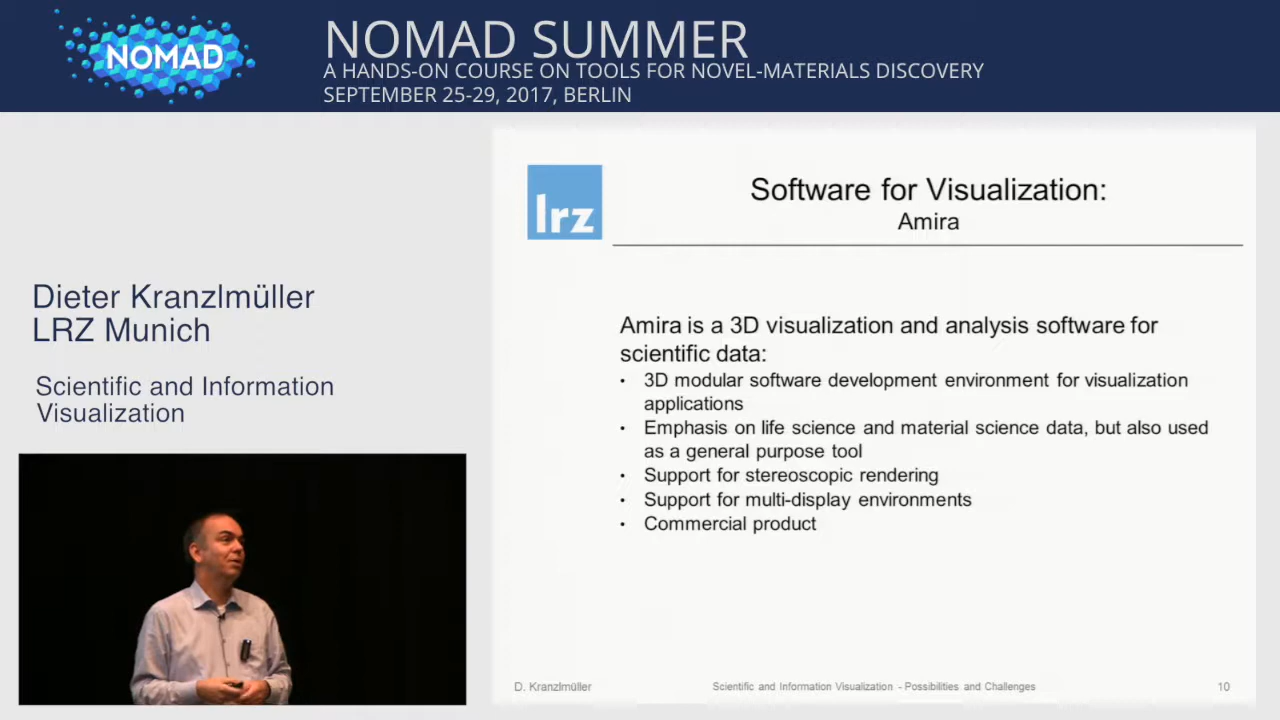 NOMAD
NOMAD SUMMER
A HANDS-ON COURSE ON TOOLS FOR NOVEL-MATERIALS DISCOVERY
SEPTEMBER 25-29, 2017, BERLIN
Dieter Kranzlmüller
LRZ Munich
Scientific and Information
Visualization
lrz
Software for Visualization:
Amira
Amira is a 3D visualization and analysis software for
scientific data:
• 3D modular software development environment for visualization
applications
• Emphasis on life science and material science data, but also used
as a general purpose tool
• Support for stereoscopic rendering
• Support for multi-display environments
• Commercial product
D. Kranzlmüller
Scientific and Information Visualization - Possibilities and Challenges
10